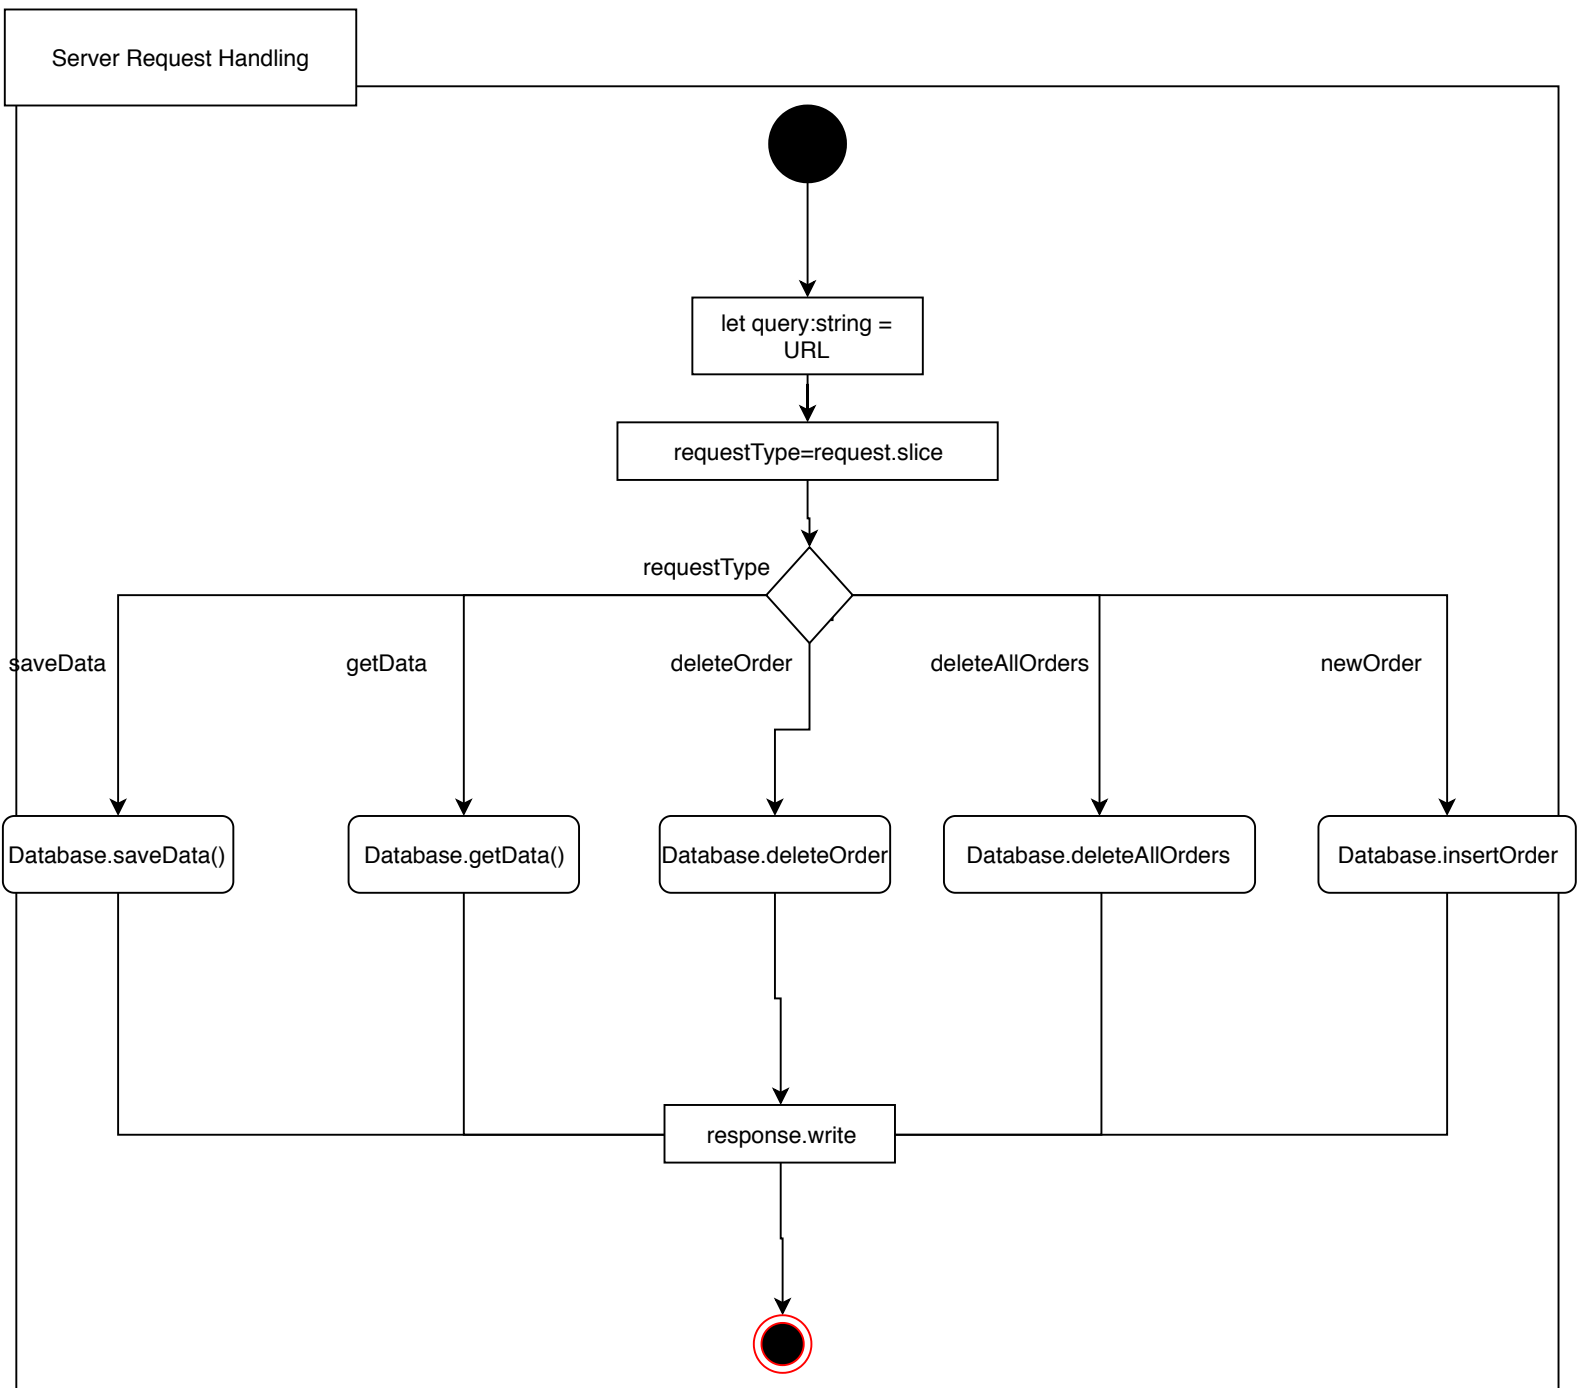 Server Request Handling
let query:string =
URL
requestType=request.slice
requestType
saveData
getData
deleteOrder
deleteAllOrders
newOrder
Database.saveData()
Database.getData()
Database.deleteOrder
Database.deleteAllOrders
Database.insertOrder
response.write